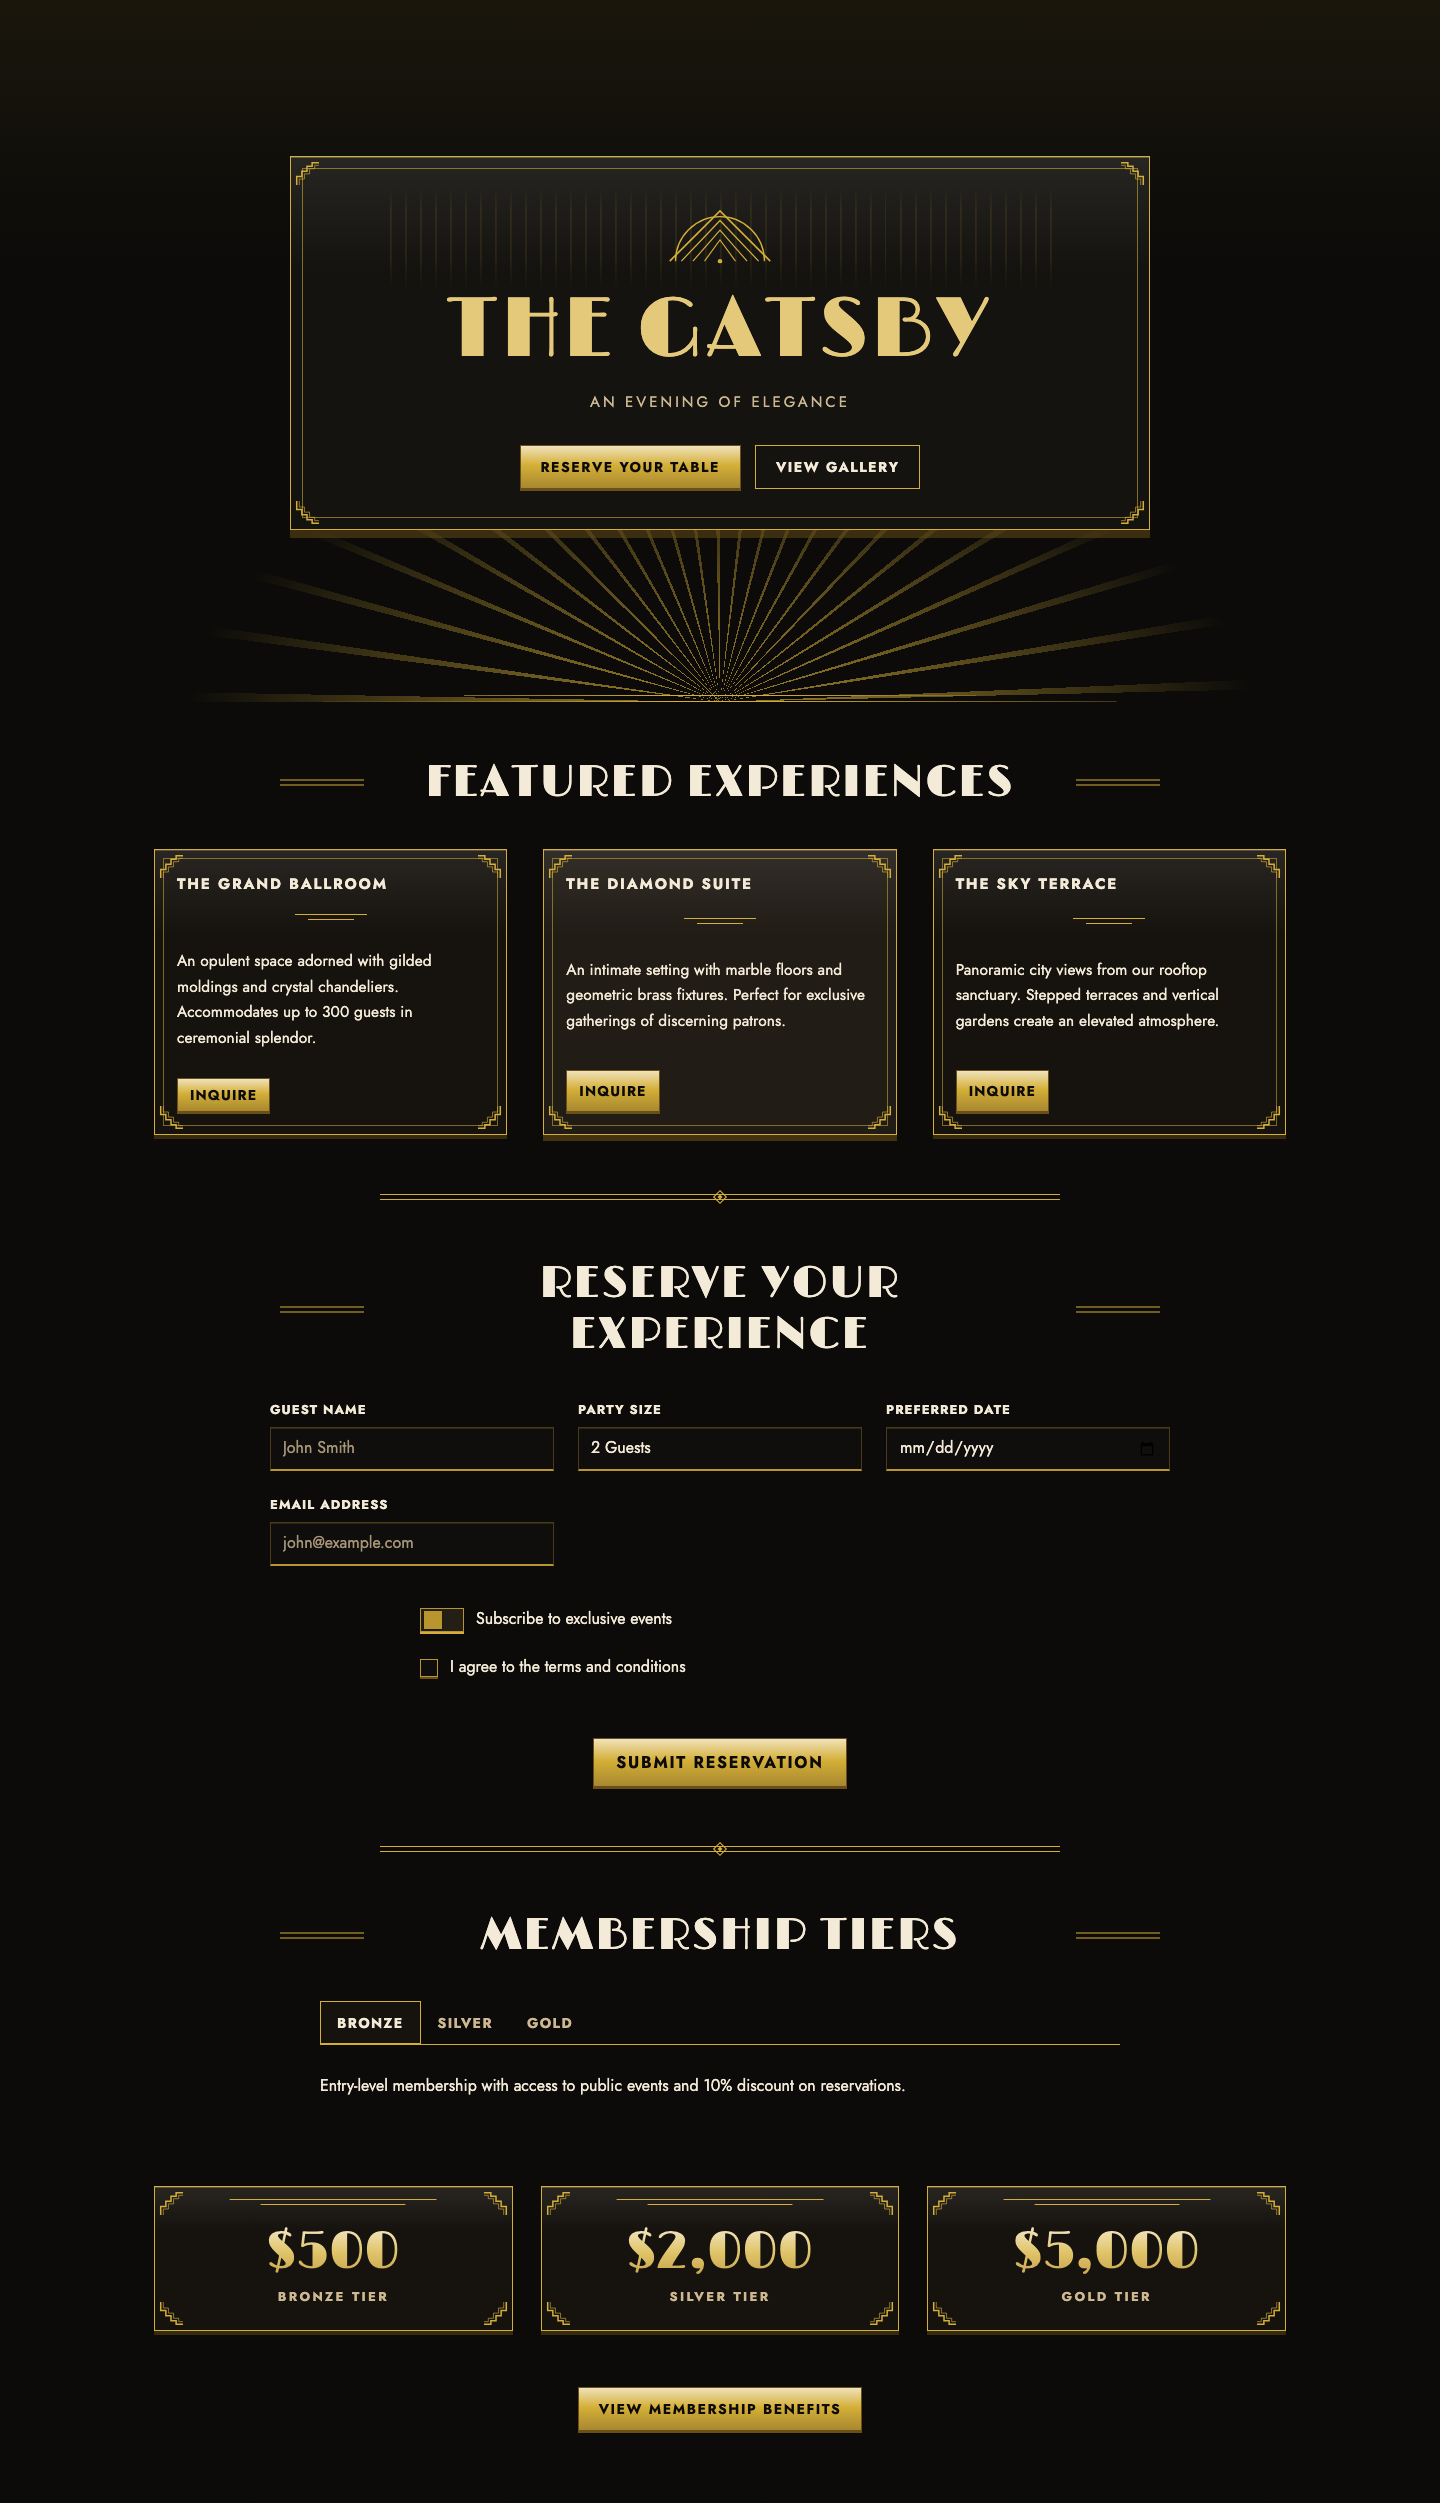 THE GATSBY
AN EVENING OF ELEGANCE
RESERVE YOUR TABLE
VIEW GALLERY
FEATURED EXPERIENCES
THE GRAND BALLROOM
An opulent space adorned with gilded
moldings and crystal chandeliers.
Accommodates up to 300 guests in
ceremonial splendor.
INQUIRE
THE DIAMOND SUITE
An intimate setting with marble floors and
geometric brass fixtures. Perfect for exclusive
gatherings of discerning patrons.
INQUIRE
THE SKY TERRACE
Panoramic city views from our rooftop
sanctuary. Stepped terraces and vertical
gardens create an elevated atmosphere.
INQUIRE
RESERVE YOUR
EXPERIENCE
GUEST NAME
John Smith
PARTY SIZE
2 Guests
PREFERRED DATE
mm/dd/yyyy
EMAIL ADDRESS
john@example.com
Subscribe to exclusive events
I agree to the terms and conditions
SUBMIT RESERVATION
MEMBERSHIP TIERS
BRONZE
SILVER
GOLD
Entry-level membership with access to public events and 10% discount on reservations.
$500
BRONZE TIER
$2,000
SILVER TIER
$5,000
GOLD TIER
VIEW MEMBERSHIP BENEFITS